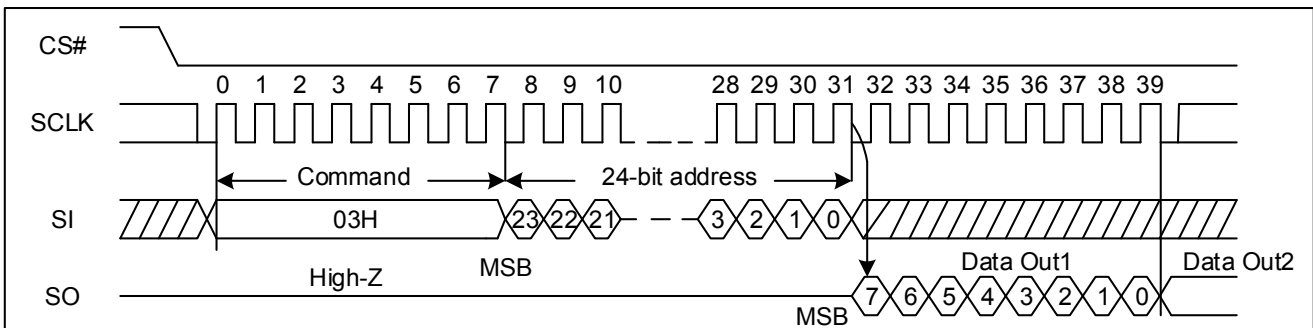 CS#
0 1 2 3 4 5 6 7 8 9 10 28 29 30 31 32 33 34 35 36 37 38 39
SCLK
Command 24-bit address
SI 03H 23 22 21 3 2 1 0
High-Z MSB Data Out1 Data Out2
SO 7 6 5 4 3 2 1 0
MSB